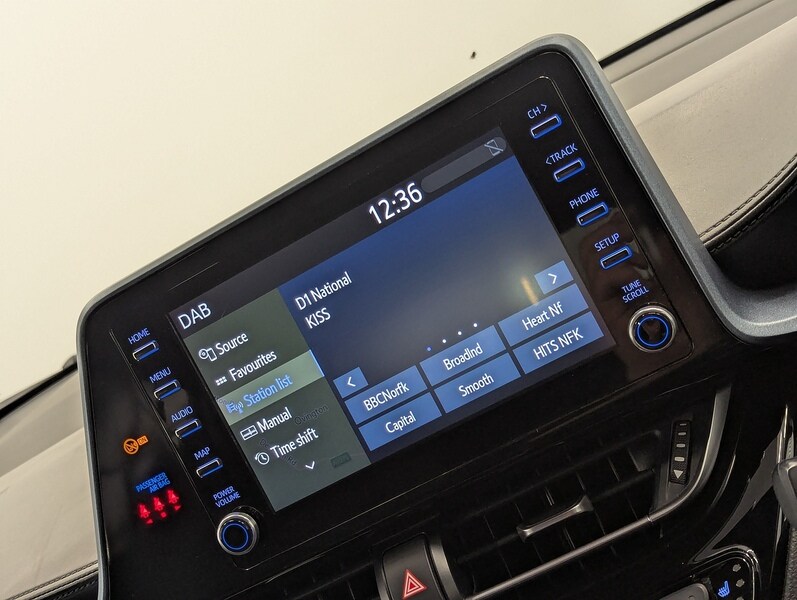 12:36
DAB
D1 National
KISS
Source
Favourites
Station list
Manual
Time shift
BBCNorfk
BroadInd
Heart Nf
Capital
Smooth
HITS NFK
HOME
MENU
AUDIO
MAP
POWER
VOLUME
CH >
< TRACK
PHONE
SETUP
TUNE
SCROLL
PASSENGER
AIR BAG